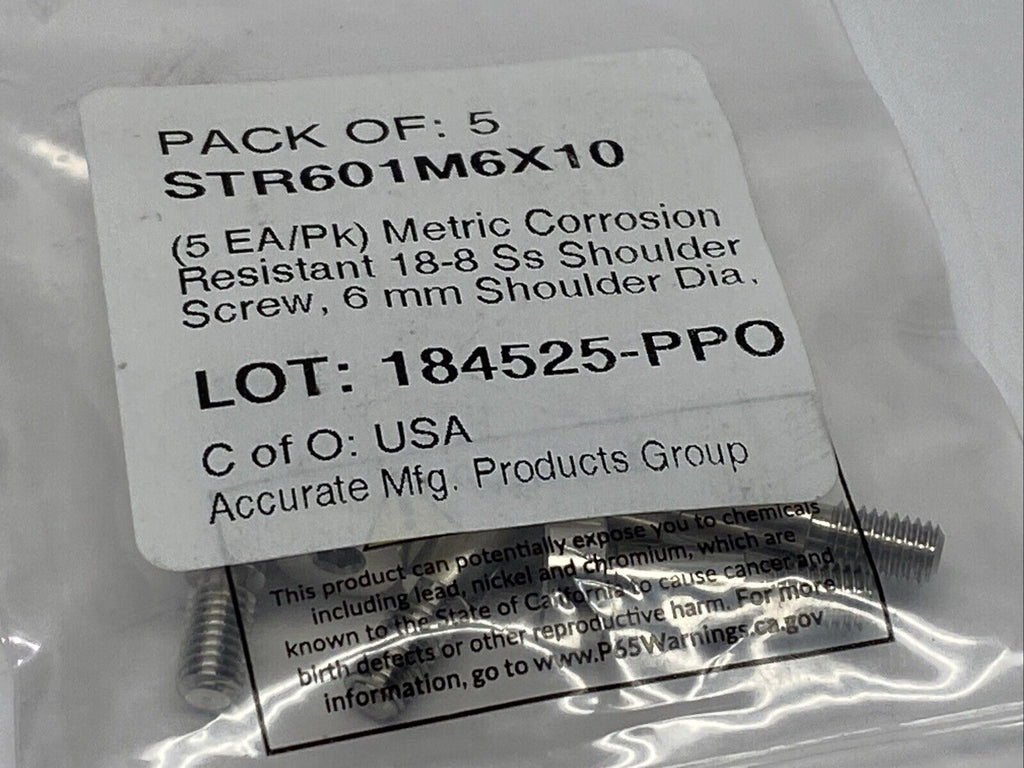 PACK OF: 5
STR601M6X10
(5 EA/Pk) Metric Corrosion
Resistant 18-8 Ss Shoulder
Screw, 6 mm Shoulder Dia.
LOT: 184525-PPO
C of O: USA
Accurate Mfg. Products Group
This product can potentially expose you to chemicals
including lead, nickel and chromium, which are
known to the State of California to cause cancer and
birth defects or other reproductive harm. For more
information, go to www.P65Warnings.ca.gov